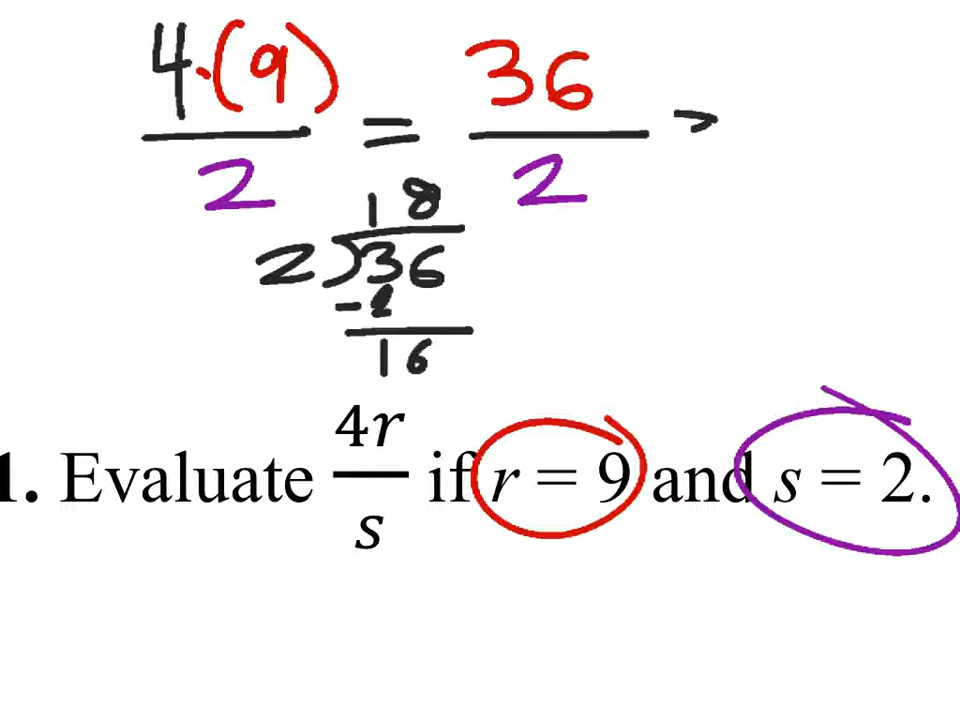 4·(9) / 2 = 36 / 2 =
18
2)36
-2
16
1. Evaluate 4r/s if r = 9 and s = 2.